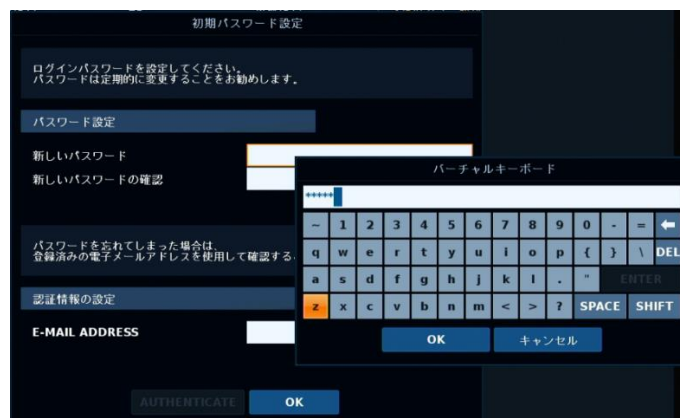 初期パスワード設定
ログインパスワードを設定してください。
パスワードは定期的に変更することをお勧めします。
パスワード設定
新しいパスワード
新しいパスワードの確認
パスワードを忘れてしまった場合は、
登録済みの電子メールアドレスを使用して確認する
認証情報の設定
E-MAIL ADDRESS
AUTHENTICATE OK
バーチャルキーボード
*****
~ 1 2 3 4 5 6 7 8 9 0 - = ⬅
q w e r t y u i o p { } \ DEL
a s d f g h j k l . " ENTER
z x c v b n m < > ? SPACE SHIFT
OK キャンセル